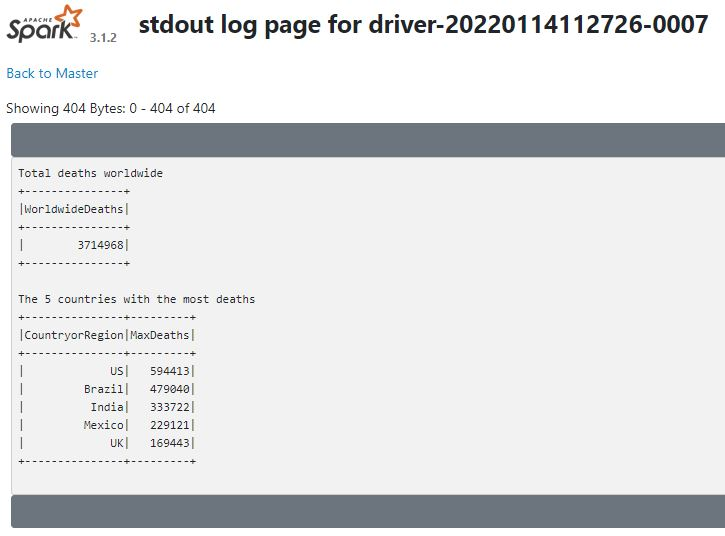 APACHE
Spark 3.1.2 stdout log page for driver-20220114112726-0007
Back to Master
Showing 404 Bytes: 0 - 404 of 404
Total deaths worldwide
+---------------+
|WorldwideDeaths|
+---------------+
|        3714968|
+---------------+
The 5 countries with the most deaths
+---------------+---------+
|CountryorRegion|MaxDeaths|
+---------------+---------+
|             US|   594413|
|         Brazil|   479040|
|          India|   333722|
|         Mexico|   229121|
|             UK|   169443|
+---------------+---------+